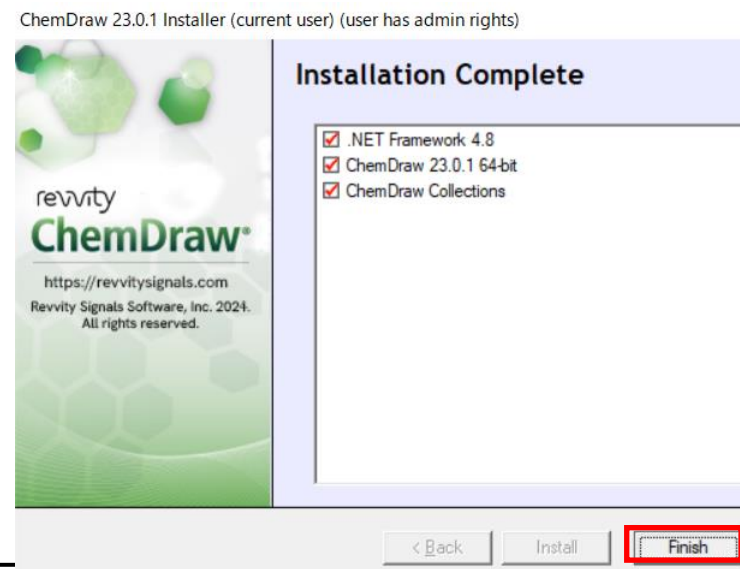 ChemDraw 23.0.1 Installer (current user) (user has admin rights)
Installation Complete
.NET Framework 4.8
ChemDraw 23.0.1 64-bit
ChemDraw Collections
revvity
ChemDraw®
https://revvitysignals.com
Revvity Signals Software, Inc. 2024.
All rights reserved.
< Back
Install
Finish